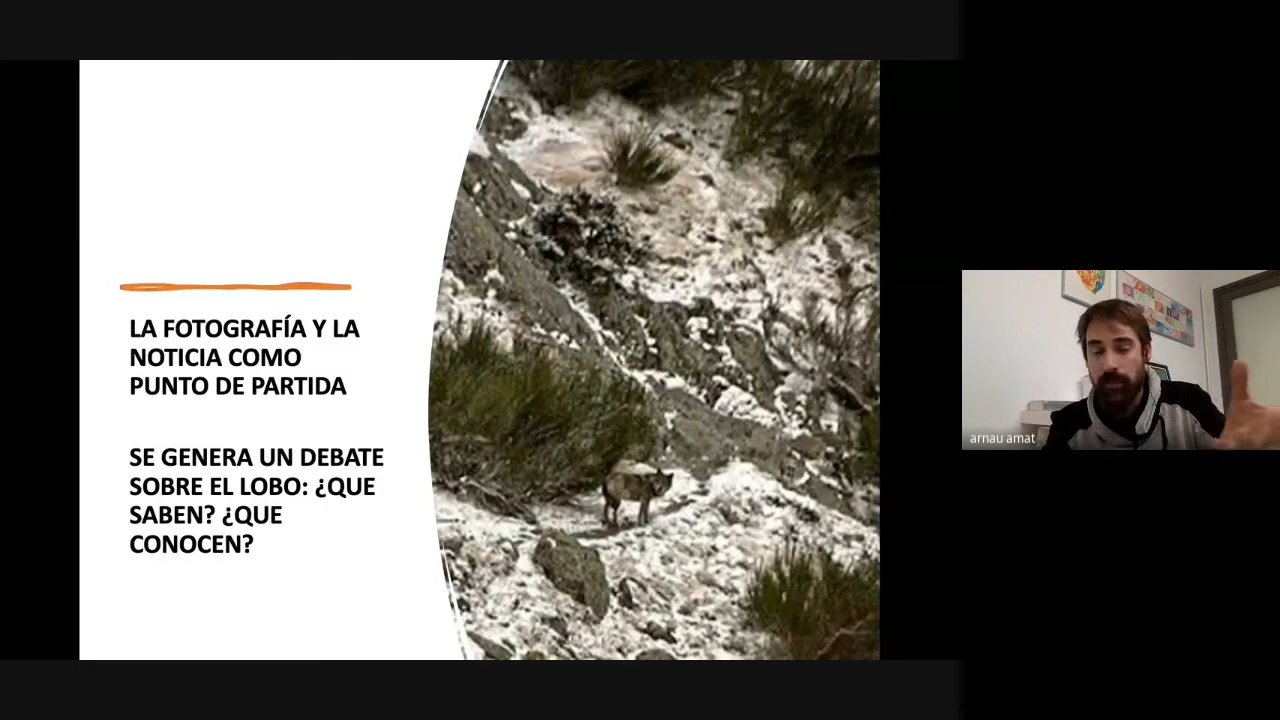 LA FOTOGRAFÍA Y LA
NOTICIA COMO
PUNTO DE PARTIDA
SE GENERA UN DEBATE
SOBRE EL LOBO: ¿QUE
SABEN? ¿QUE
CONOCEN?
arnau amat